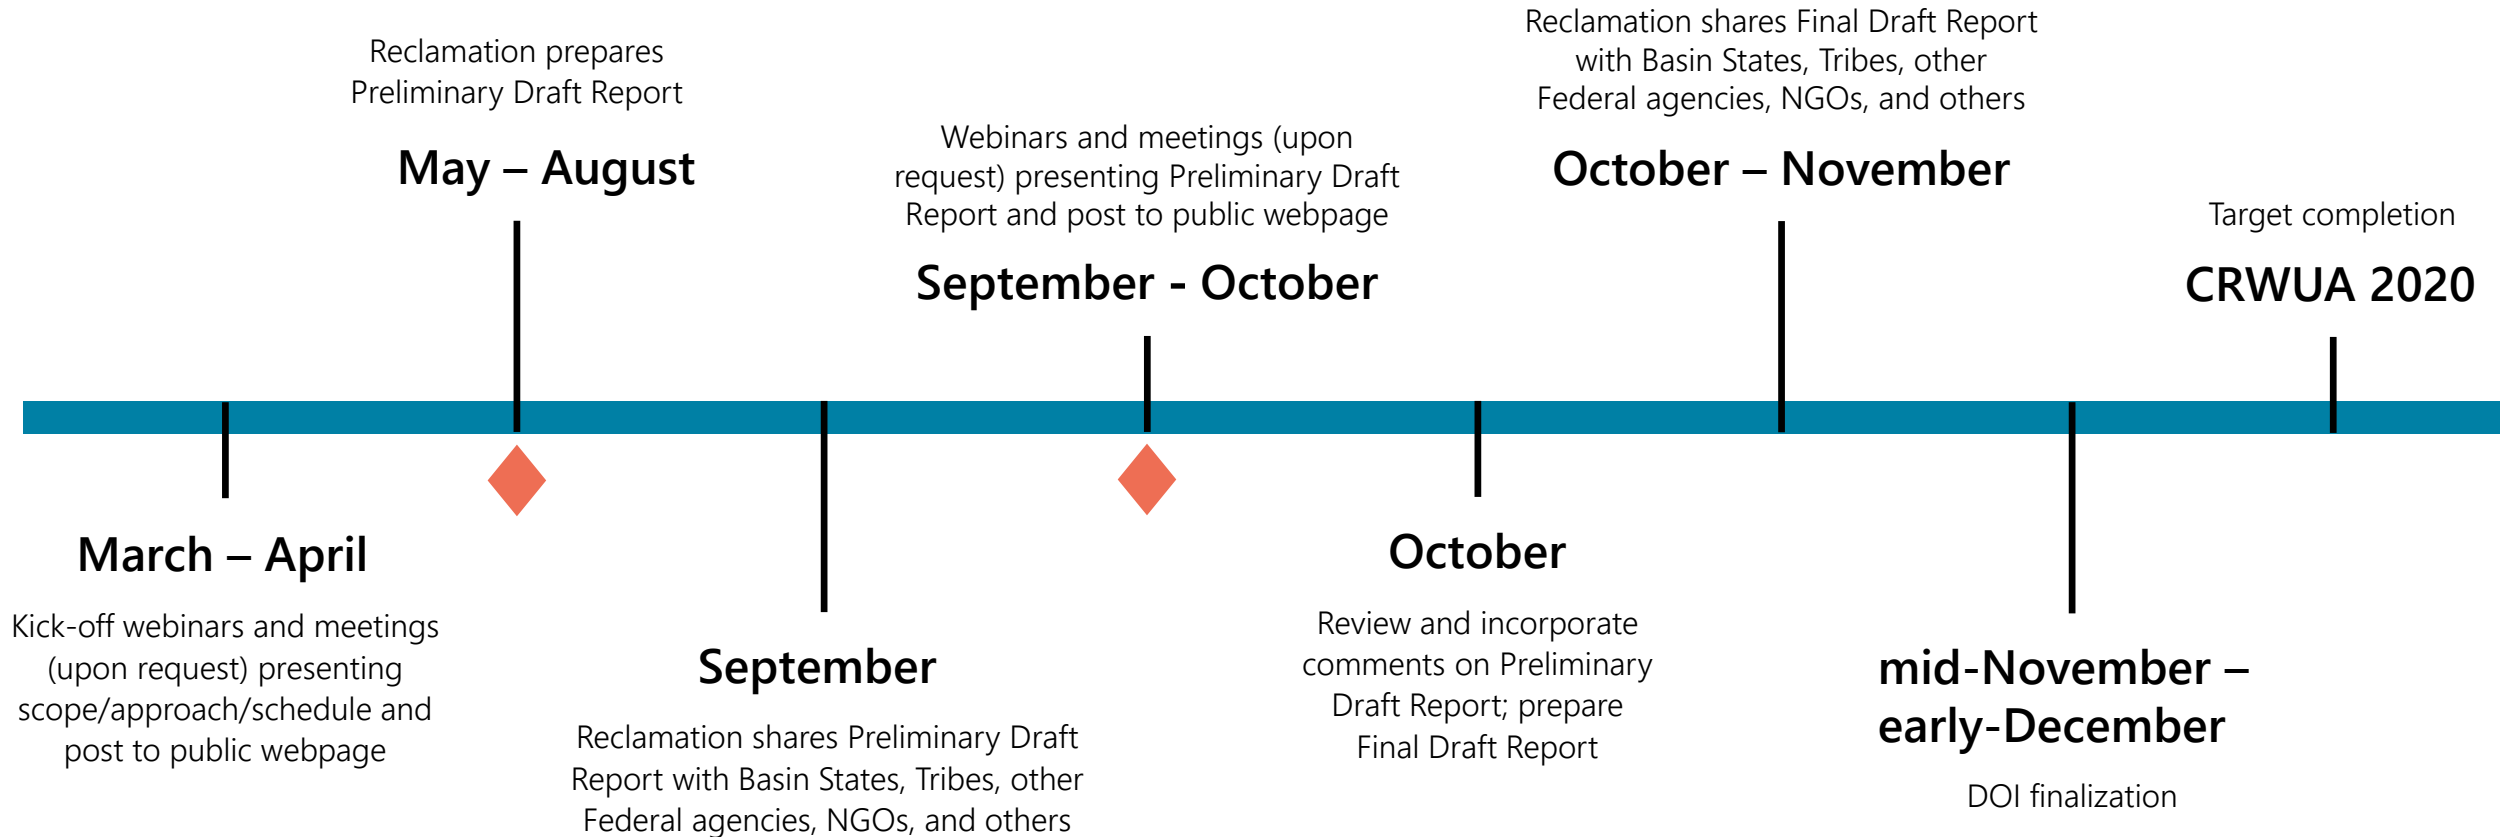 Reclamation prepares
Preliminary Draft Report
May – August
Webinars and meetings (upon
request) presenting Preliminary Draft
Report and post to public webpage
September - October
Reclamation shares Final Draft Report
with Basin States, Tribes, other
Federal agencies, NGOs, and others
October – November
Target completion
CRWUA 2020
March – April
Kick-off webinars and meetings
(upon request) presenting
scope/approach/schedule and
post to public webpage
September
Reclamation shares Preliminary Draft
Report with Basin States, Tribes, other
Federal agencies, NGOs, and others
October
Review and incorporate
comments on Preliminary
Draft Report; prepare
Final Draft Report
mid-November –
early-December
DOI finalization